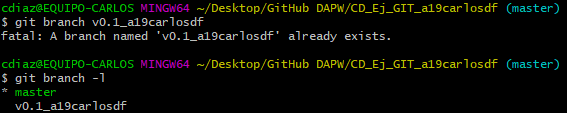 cdiaz@EQUIPO-CARLOS MINGW64 ~/Desktop/GitHub DAPW/CD_Ej_GIT_a19carlosdf (master)
$ git branch v0.1_a19carlosdf
fatal: A branch named 'v0.1_a19carlosdf' already exists.
cdiaz@EQUIPO-CARLOS MINGW64 ~/Desktop/GitHub DAPW/CD_Ej_GIT_a19carlosdf (master)
$ git branch -l
* master
v0.1_a19carlosdf